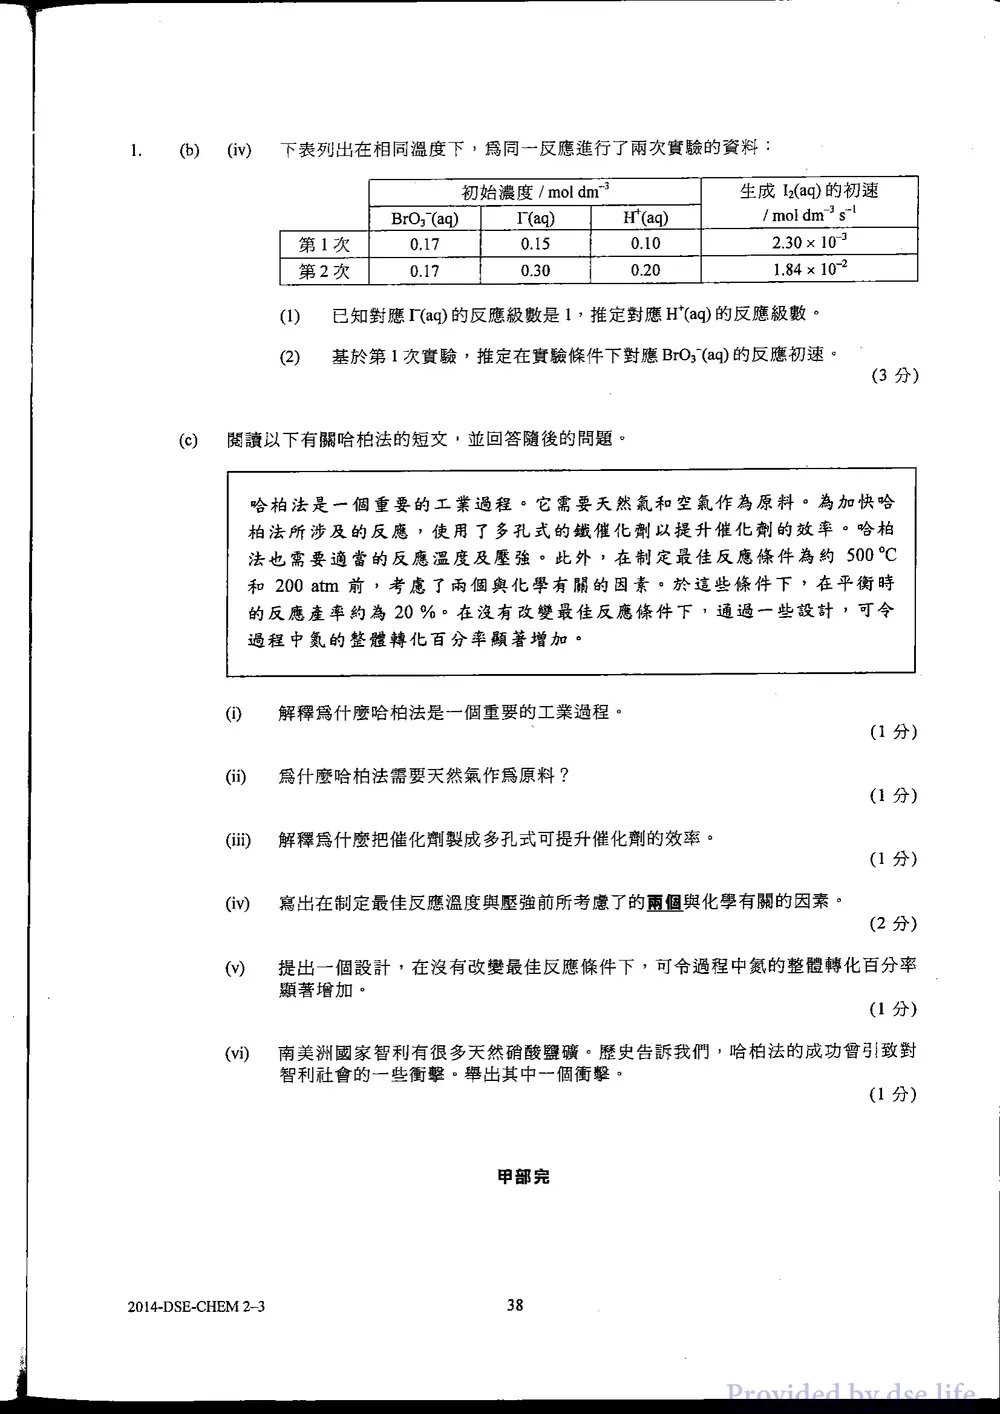 1. (b) (iv) 下表列出在相同溫度下，爲同一反應進行了兩次實驗的資料：
初始濃度 / mol dm⁻³
生成 I₂(aq) 的初速
/ mol dm⁻³ s⁻¹
BrO₃⁻(aq) I⁻(aq) H⁺(aq)
第 1 次 0.17 0.15 0.10 2.30 × 10⁻³
第 2 次 0.17 0.30 0.20 1.84 × 10⁻²
(1) 已知對應 I⁻(aq) 的反應級數是 1，推定對應 H⁺(aq) 的反應級數。
(2) 基於第 1 次實驗，推定在實驗條件下對應 BrO₃⁻(aq) 的反應初速。
(3 分)
(c) 閱讀以下有關哈柏法的短文，並回答隨後的問題。
哈柏法是一個重要的工業過程。它需要天然氣和空氣作為原料。為加快哈
柏法所涉及的反應，使用了多孔式的鐵催化劑以提升催化劑的效率。哈柏
法也需要適當的反應溫度及壓強。此外，在制定最佳反應條件為約 500 °C
和 200 atm 前，考慮了兩個與化學有關的因素。於這些條件下，在平衡時
的反應產率約為 20 %。在沒有改變最佳反應條件下，通過一些設計，可令
過程中氮的整體轉化百分率顯著增加。
(i) 解釋爲什麼哈柏法是一個重要的工業過程。
(1 分)
(ii) 爲什麼哈柏法需要天然氣作爲原料？
(1 分)
(iii) 解釋爲什麼把催化劑製成多孔式可提升催化劑的效率。
(1 分)
(iv) 寫出在制定最佳反應溫度與壓強前所考慮了的兩個與化學有關的因素。
(2 分)
(v) 提出一個設計，在沒有改變最佳反應條件下，可令過程中氮的整體轉化百分率
顯著增加。
(1 分)
(vi) 南美洲國家智利有很多天然硝酸鹽礦。歷史告訴我們，哈柏法的成功曾引致對
智利社會的一些衝擊。舉出其中一個衝擊。
(1 分)
甲部完
2014-DSE-CHEM 2–3 38
Provided by dse.life